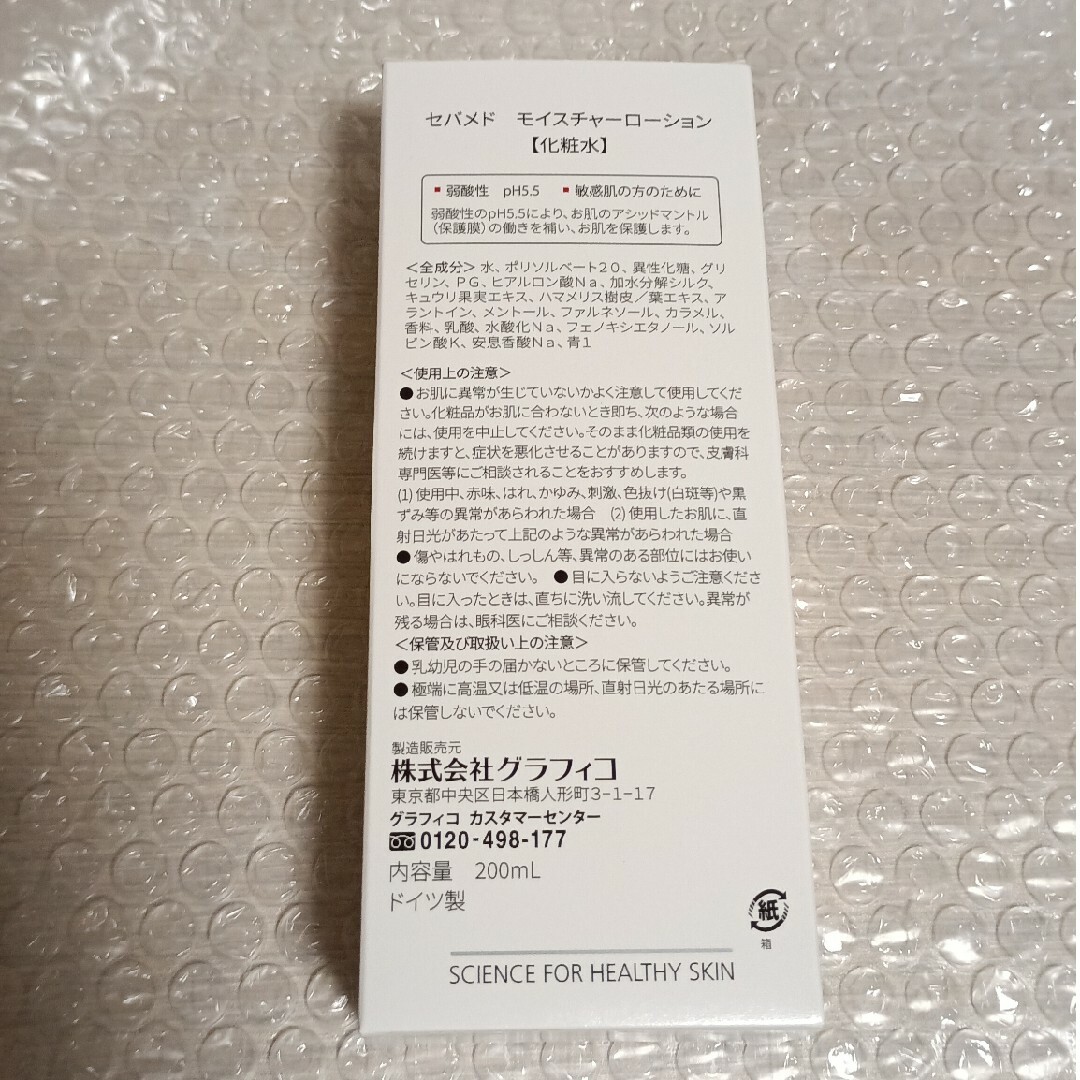 セバメド モイスチャーローション
【化粧水】
▪弱酸性 pH5.5 ▪敏感肌の方のために
弱酸性のpH5.5により、お肌のアシッドマントル
（保護膜）の働きを補い、お肌を保護します。
＜全成分＞水、ポリソルベート20、異性化糖、グリ
セリン、PG、ヒアルロン酸Na、加水分解シルク、
キュウリ果実エキス、ハマメリス樹皮／葉エキス、ア
ラントイン、メントール、ファルネソール、カラメル、
香料、乳酸、水酸化Na、フェノキシエタノール、ソル
ビン酸K、安息香酸Na、青1
＜使用上の注意＞
●お肌に異常が生じていないかよく注意して使用してくだ
さい。化粧品がお肌に合わないとき即ち、次のような場合
には、使用を中止してください。そのまま化粧品類の使用を
続けますと、症状を悪化させることがありますので、皮膚科
専門医等にご相談されることをおすすめします。
(1)使用中、赤味、はれ、かゆみ、刺激、色抜け(白斑等)や黒
ずみ等の異常があらわれた場合 (2)使用したお肌に、直
射日光があたって上記のような異常があらわれた場合
●傷やはれもの、しっしん等、異常のある部位にはお使い
にならないでください。 ●目に入らないようご注意くださ
い。目に入ったときは、直ちに洗い流してください。異常が
残る場合は、眼科医にご相談ください。
＜保管及び取扱い上の注意＞
●乳幼児の手の届かないところに保管してください。
●極端に高温又は低温の場所、直射日光のあたる場所に
は保管しないでください。
製造販売元
株式会社グラフィコ
東京都中央区日本橋人形町3-1-17
グラフィコ カスタマーセンター
0120-498-177
内容量 200mL
ドイツ製
紙
箱
SCIENCE FOR HEALTHY SKIN